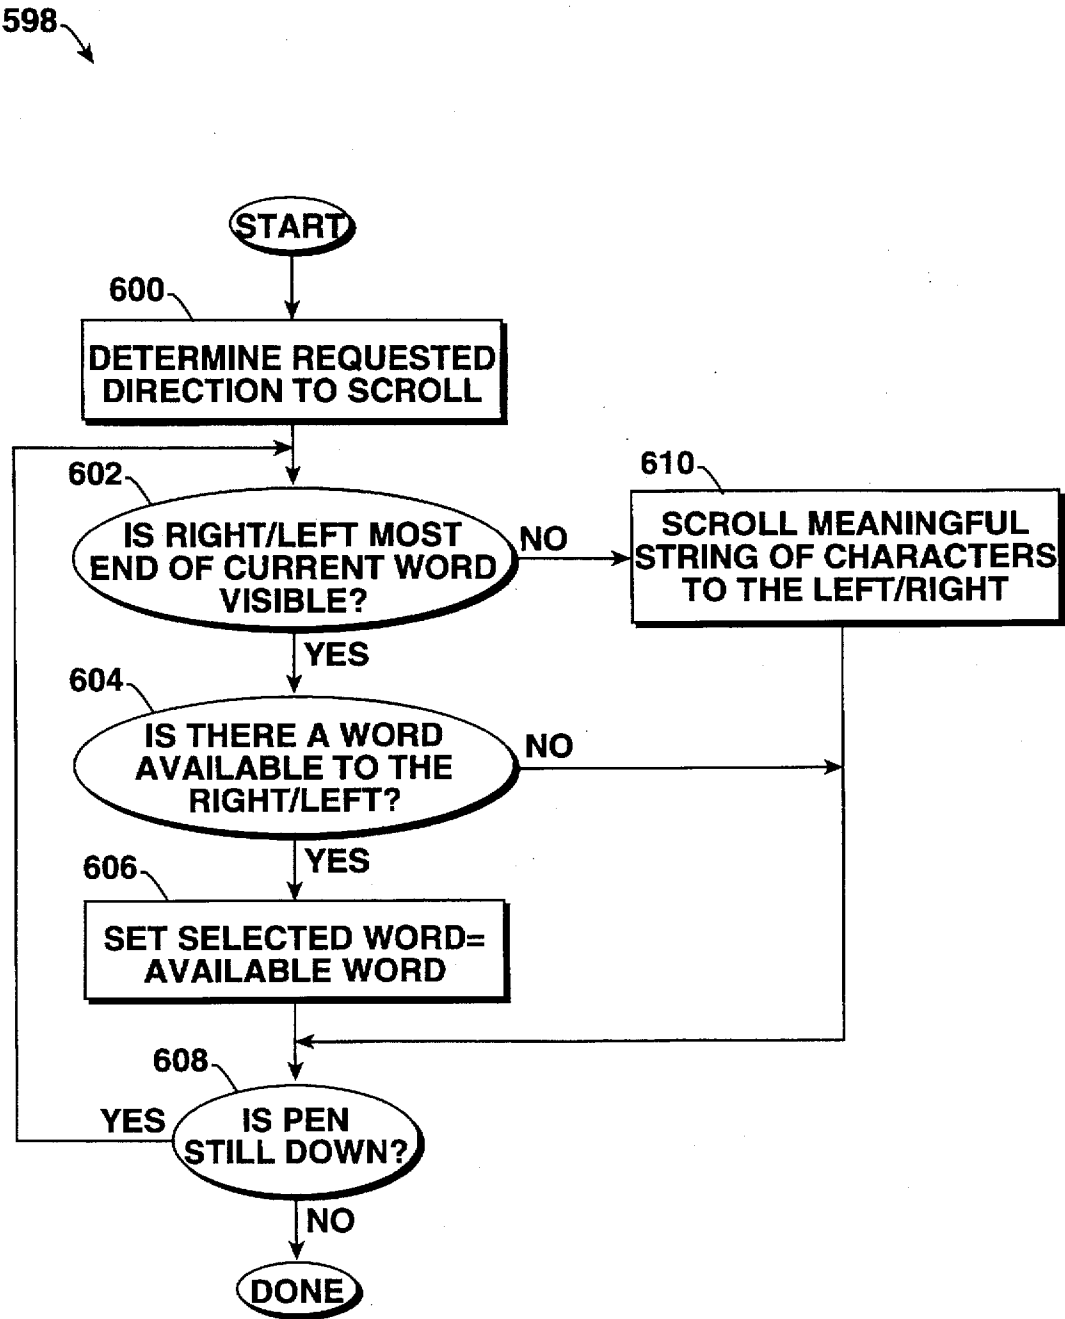 598
START
600
DETERMINE REQUESTED
DIRECTION TO SCROLL
602
IS RIGHT/LEFT MOST
END OF CURRENT WORD
VISIBLE?
NO
610
SCROLL MEANINGFUL
STRING OF CHARACTERS
TO THE LEFT/RIGHT
YES
604
IS THERE A WORD
AVAILABLE TO THE
RIGHT/LEFT?
NO
YES
606
SET SELECTED WORD=
AVAILABLE WORD
608
IS PEN
STILL DOWN?
YES
NO
DONE